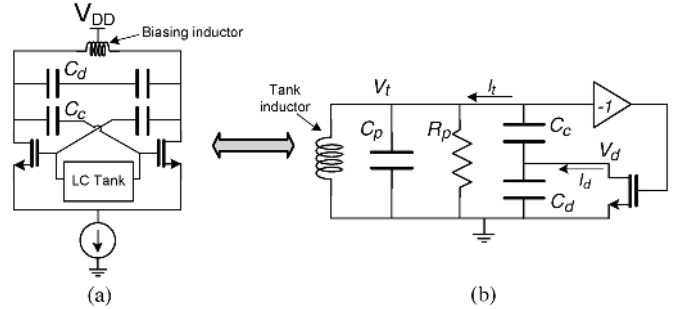 V_DD
Biasing inductor
C_d
C_c
LC Tank
(a)
Tank
inductor
V_t
I_t
-1
C_p
R_p
C_c
V_d
I_d
C_d
(b)